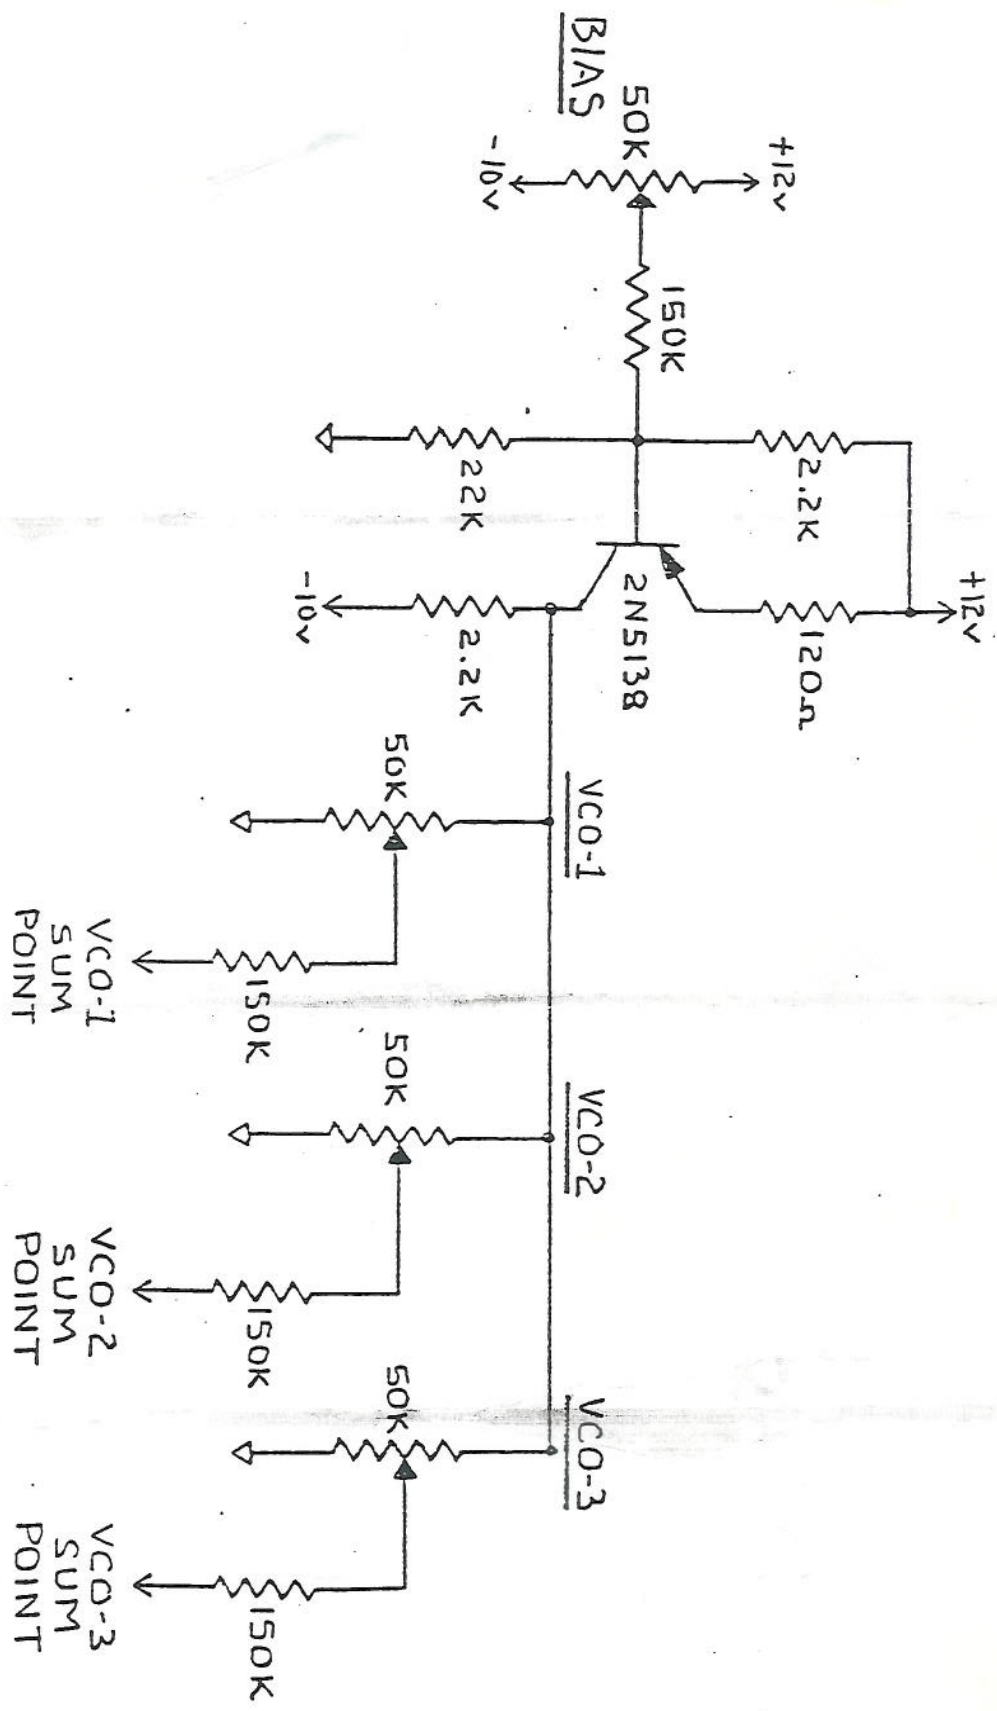 BIAS
50K
+12v
-10v
150K
2.2K
22K
+12v
120Ω
2N5138
2.2K
-10v
VCO-1
50K
150K
VCO-1
SUM
POINT
VCO-2
50K
150K
VCO-2
SUM
POINT
VCO-3
50K
150K
VCO-3
SUM
POINT